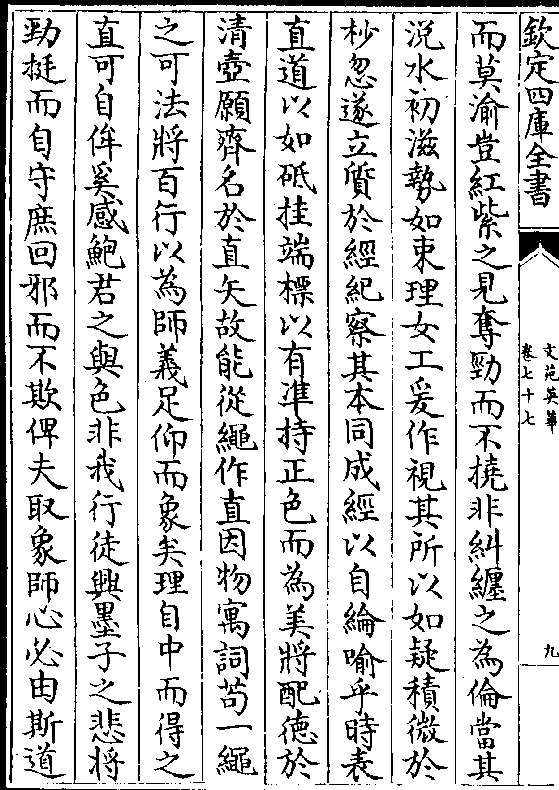 欽定四庫全書
文苑英華
卷七十七
九
而莫渝豈紅紫之見奪勁而不撓非糾纏之為倫當其
涚水初滋勢如束理女工爰作視其所以如疑積微於
杪忽遂立質於經紀察其本同成經以自綸喻乎時表
直道以如砥挂端標以有準持正色而為美將配德於
清壺願齊名於直矢故能從繩作直因物寓詞苟一繩
之可法將百行以為師義足仰而象矣理自中而得之
直可自侔奚感鮑君之與色非我行徒興墨子之悲將
勁挺而自守庶回邪而不欺俾夫取象師心必由斯道